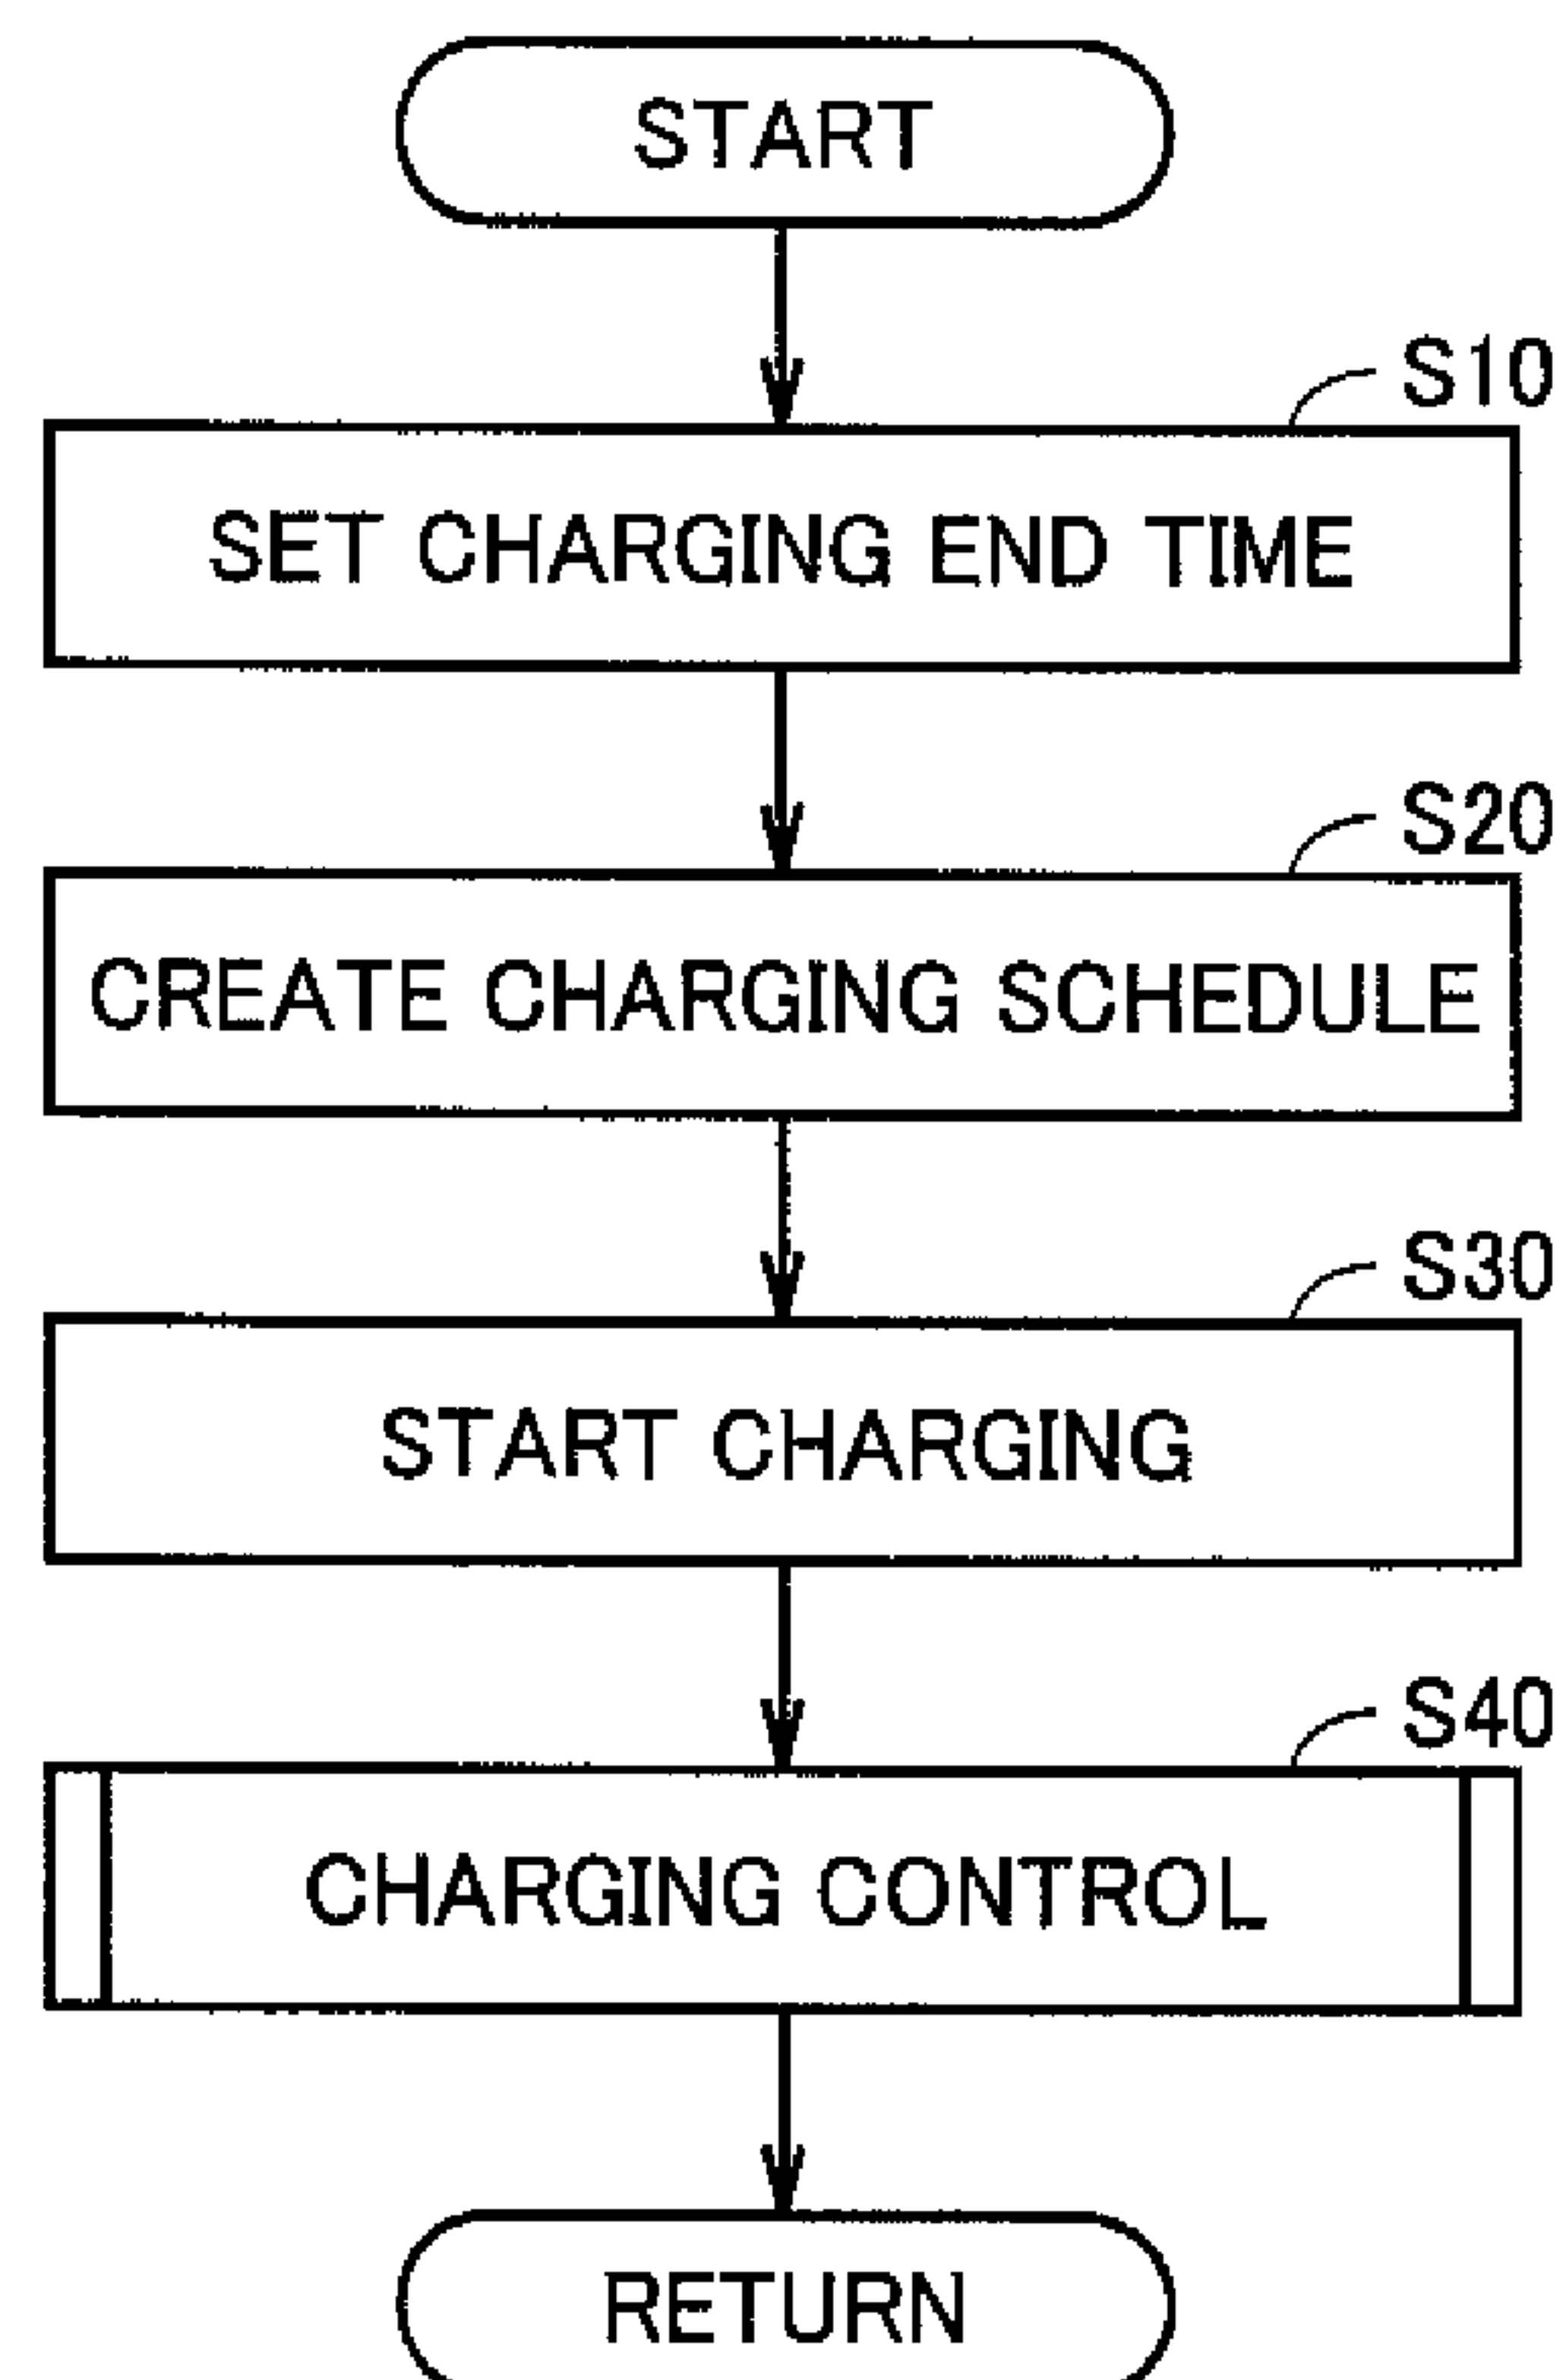 START
S10
SET CHARGING END TIME
S20
CREATE CHARGING SCHEDULE
S30
START CHARGING
S40
CHARGING CONTROL
RETURN